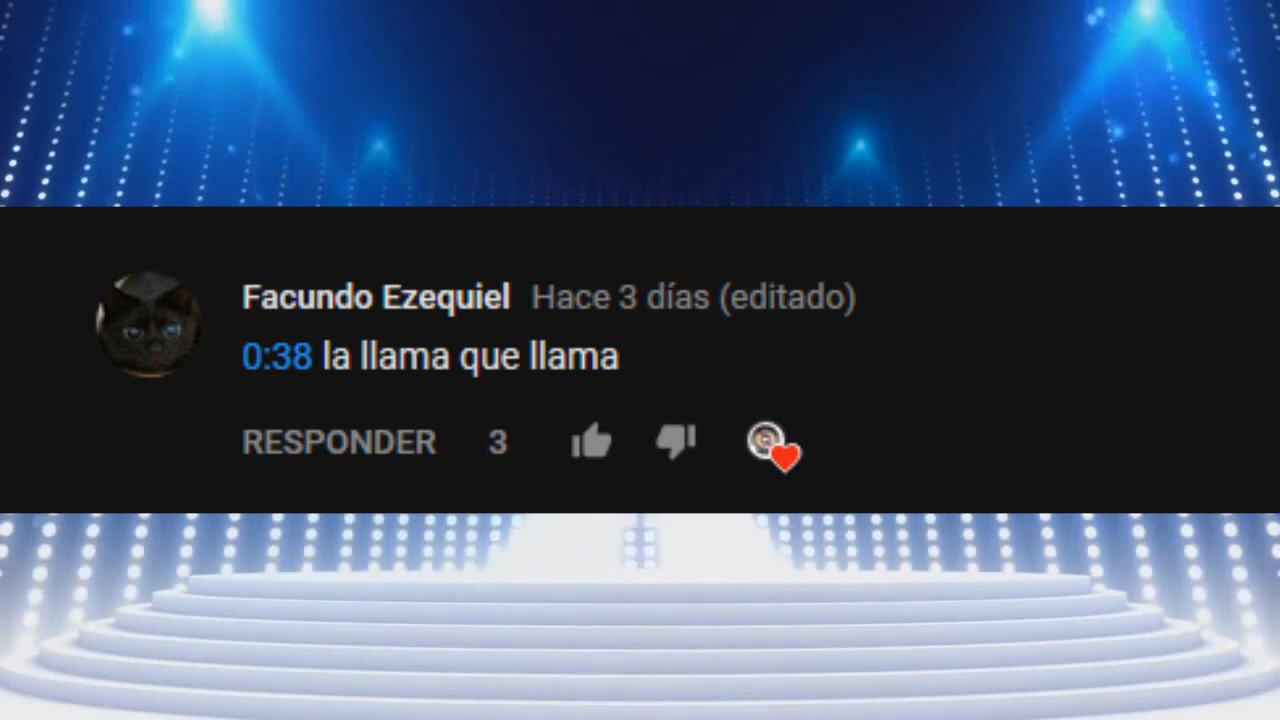 Facundo Ezequiel Hace 3 días (editado)
0:38 la llama que llama
RESPONDER 3